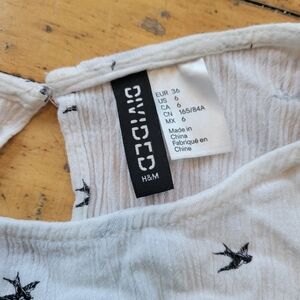 DIVIDED
H&M
EUR 36
US 6
CA 6
CN 165/84A
MX 6
Made in
China
Fabriqué en
Chine